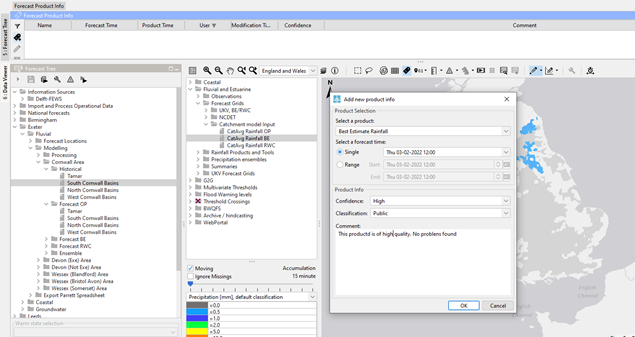 Forecast Product Info
Forecast Product Info
Name Forecast Time Product Time User Modification Ti... Confidence Comment
5 : Forecast Tree
6 : Data Viewer
Forecast Tree
Information Sources
Delft-FEWS
Import and Process Operational Data
National forecasts
Birmingham
Exeter
Fluvial
Forecast Locations
Modelling
Processing
Cornwall Area
Historical
Tamar
South Cornwall Basins
North Cornwall Basins
West Cornwall Basins
Forecast OP
Tamar
South Cornwall Basins
North Cornwall Basins
West Cornwall Basins
Forecast BE
Forecast RWC
Ensemble
Devon (Exe) Area
Devon (Not Exe) Area
Wessex (Blandford) Area
Wessex (Bristol Avon) Area
Wessex (Somerset) Area
Export Parrett Spreadsheet
Coastal
Groundwater
Warm state selection
England and Wales
Coastal
Fluvial and Estuarine
Observations
Forecast Grids
UKV, BE/RWC
NCDET
Catchment model Input
CatAvg Rainfall OP
CatAvg Rainfall BE
CatAvg Rainfall RWC
Rainfall Products and Tools
Precipitation ensembles
Summaries
UKV Forecast Grids
G2G
Multivariate Thresholds
Flood Warning levels
Threshold Crossings
BWQFS
Archive / hindcasting
WebPortal
Moving Accumulation
Ignore Missings 15 minute
Precipitation [mm], default classification
=0.0
=0.5
=1.0
=2.0
=5.0
Add new product info
Product Selection
Select a product:
Best Estimate Rainfall
Select a forecast time:
Single Thu 03-02-2022 12:00
Range Start: Thu 03-02-2022 12:00
End: Thu 03-02-2022 12:00
Product Info
Confidence: High
Classification: Public
Comment:
This productd is of high quality. No problems found
OK Cancel
English
Channel